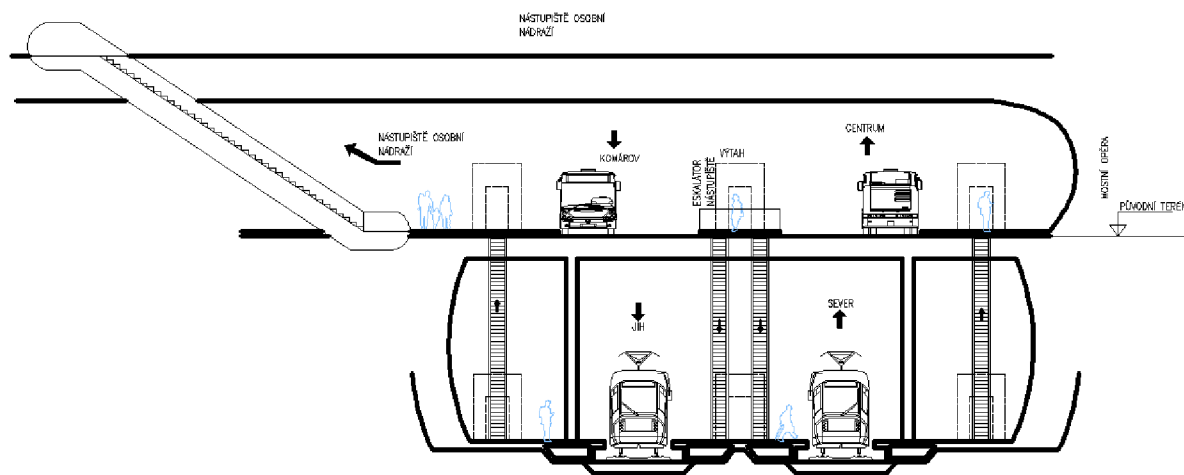 NÁSTUPIŠTĚ OSOBNÍ
NÁDRAŽÍ
NÁSTUPIŠTĚ OSOBNÍ
NÁDRAŽÍ
KOMÁROV
ESKALÁTOR
NÁSTUPIŠTĚ
VÝTAH
CENTRUM
MOSTNÍ OPĚRA
PŮVODNÍ TERÉN
JIH
SEVER